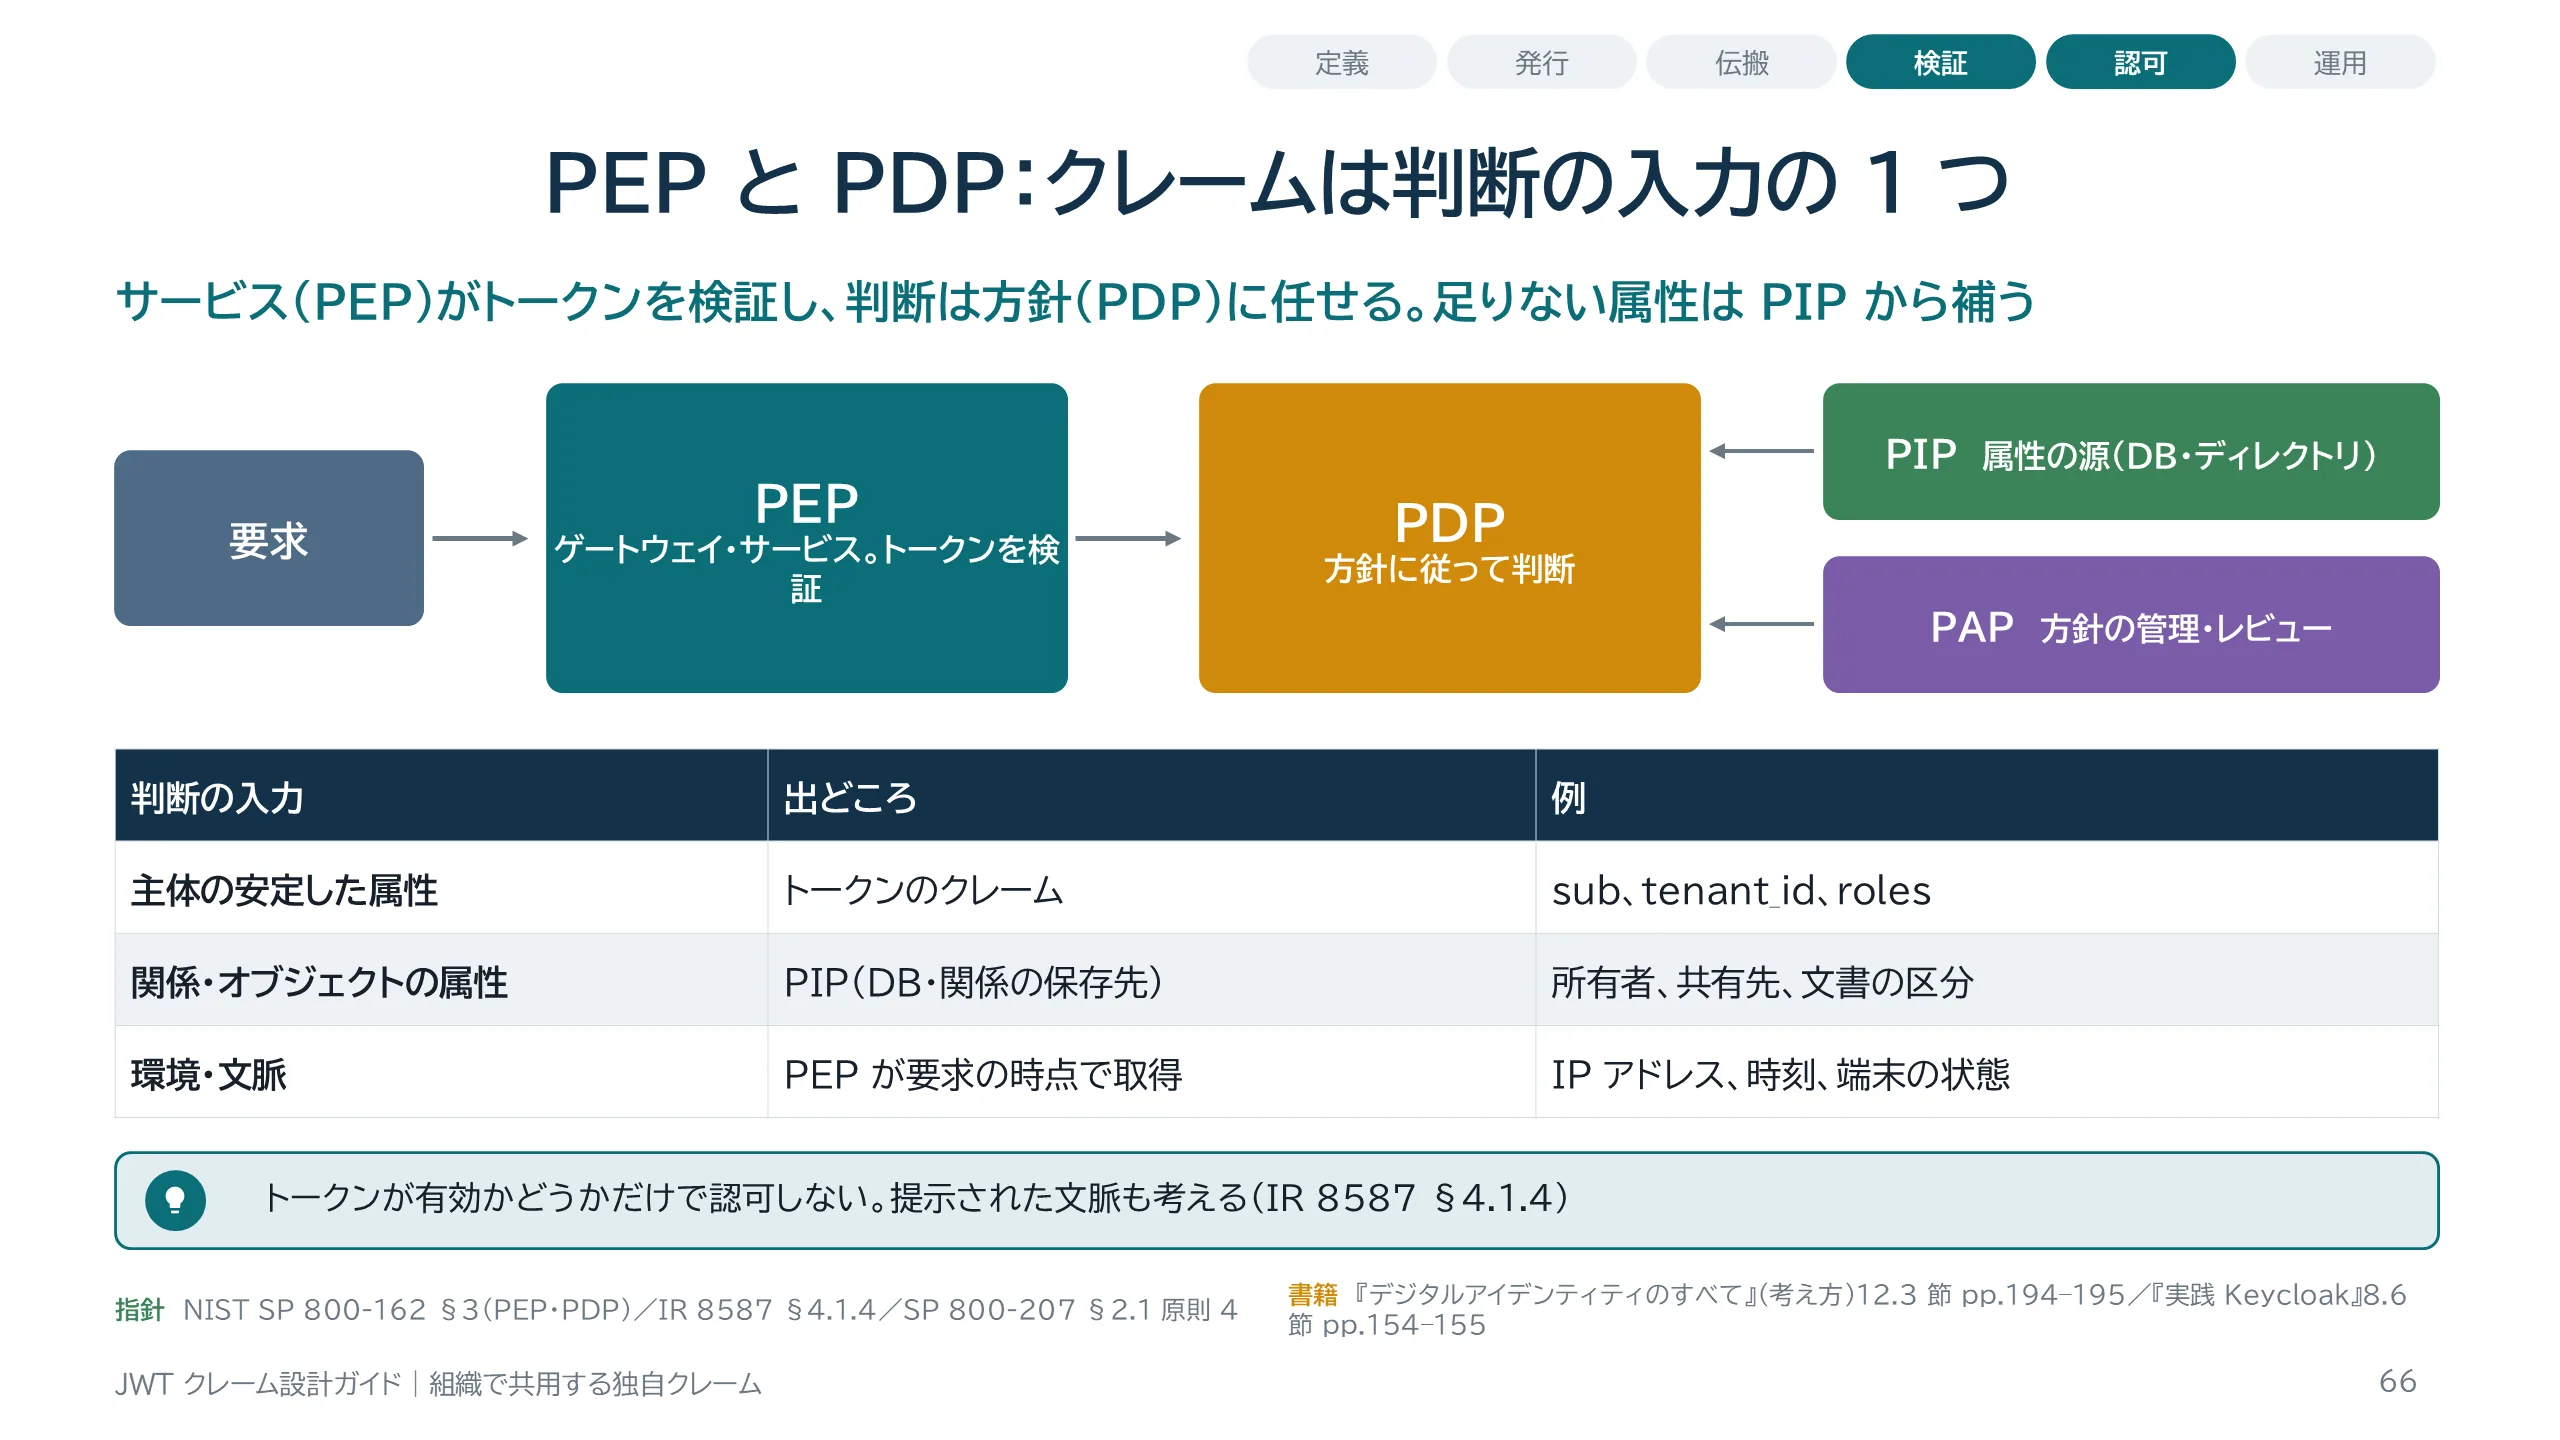 定義
発行
伝搬
検証
認可
運用
PEP と PDP：クレームは判断の入力の 1 つ
サービス（PEP）がトークンを検証し、判断は方針（PDP）に任せる。足りない属性は PIP から補う
要求
PEP
ゲートウェイ・サービス。トークンを検
証
PDP
方針に従って判断
PIP 属性の源（DB・ディレクトリ）
PAP 方針の管理・レビュー
判断の入力
出どころ
例
主体の安定した属性
トークンのクレーム
sub、tenant_id、roles
関係・オブジェクトの属性
PIP（DB・関係の保存先）
所有者、共有先、文書の区分
環境・文脈
PEP が要求の時点で取得
IP アドレス、時刻、端末の状態
トークンが有効かどうかだけで認可しない。提示された文脈も考える（IR 8587 §4.1.4）
指針 NIST SP 800-162 §3（PEP・PDP）／IR 8587 §4.1.4／SP 800-207 §2.1 原則 4
書籍 『デジタルアイデンティティのすべて』（考え方）12.3 節 pp.194–195／『実践 Keycloak』8.6
節 pp.154–155
JWT クレーム設計ガイド｜組織で共用する独自クレーム
66